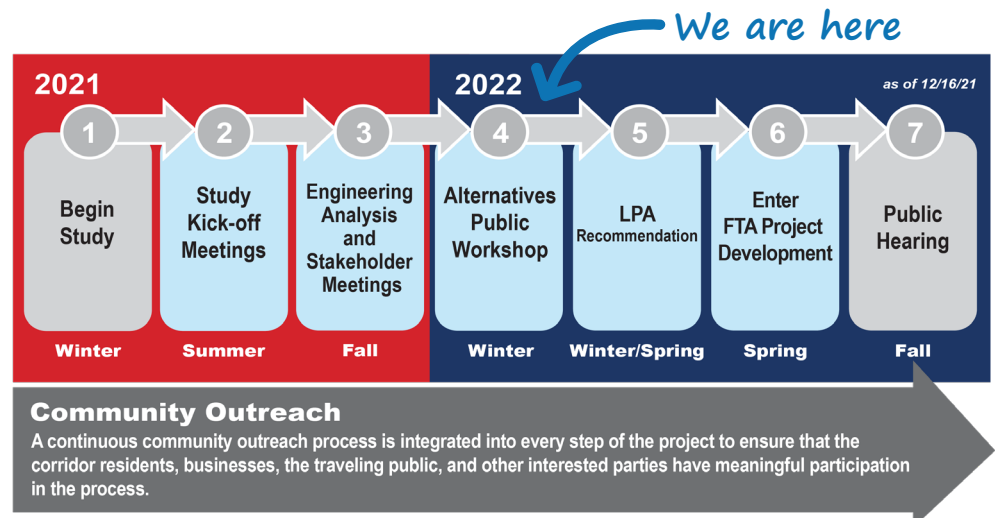 We are here
2021
2022
as of 12/16/21
1
2
3
4
5
6
7
Begin
Study
Study
Kick-off
Meetings
Engineering
Analysis
and
Stakeholder
Meetings
Alternatives
Public
Workshop
LPA
Recommendation
Enter
FTA Project
Development
Public
Hearing
Winter
Summer
Fall
Winter
Winter/Spring
Spring
Fall
Community Outreach
A continuous community outreach process is integrated into every step of the project to ensure that the
corridor residents, businesses, the traveling public, and other interested parties have meaningful participation
in the process.